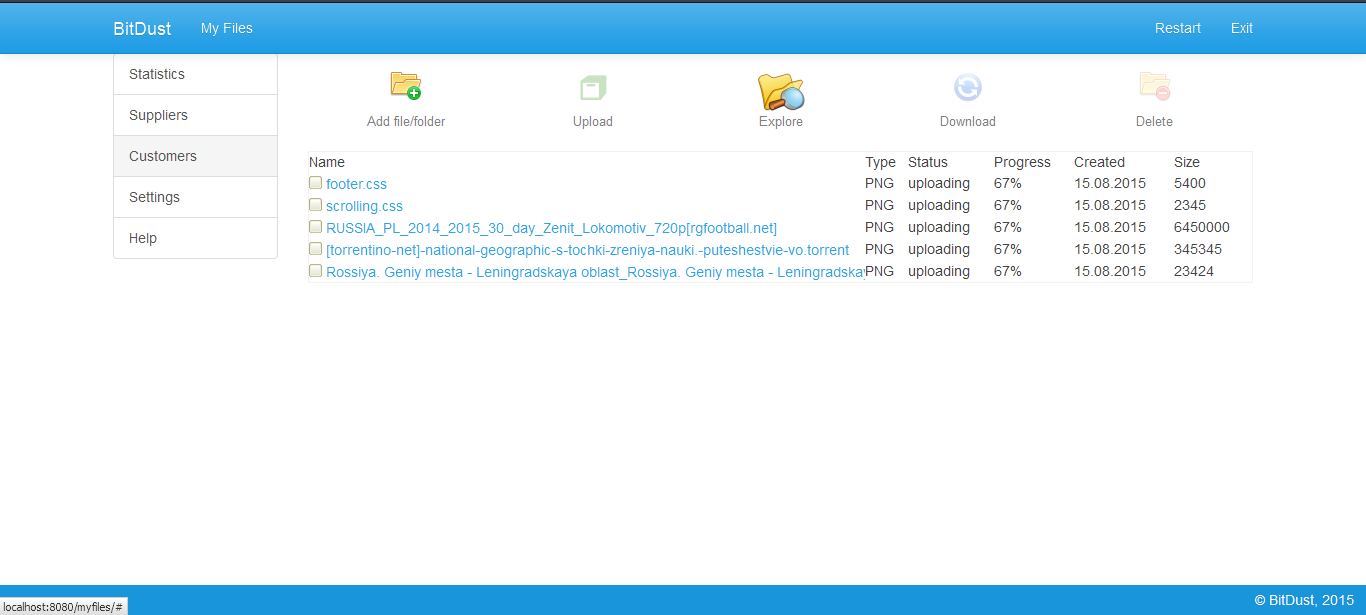 BitDust My Files Restart Exit
Statistics
Suppliers
Customers
Settings
Help
Add file/folder Upload Explore Download Delete
Name Type Status Progress Created Size
footer.css PNG uploading 67% 15.08.2015 5400
scrolling.css PNG uploading 67% 15.08.2015 2345
RUSSIA_PL_2014_2015_30_day_Zenit_Lokomotiv_720p[rgfootball.net] PNG uploading 67% 15.08.2015 6450000
[torrentino-net]-national-geographic-s-tochki-zreniya-nauki.-puteshestvie-vo.torrent PNG uploading 67% 15.08.2015 345345
Rossiya. Geniy mesta - Leningradskaya oblast_Rossiya. Geniy mesta - Leningradskay PNG uploading 67% 15.08.2015 23424
© BitDust, 2015
localhost:8080/myfiles/#